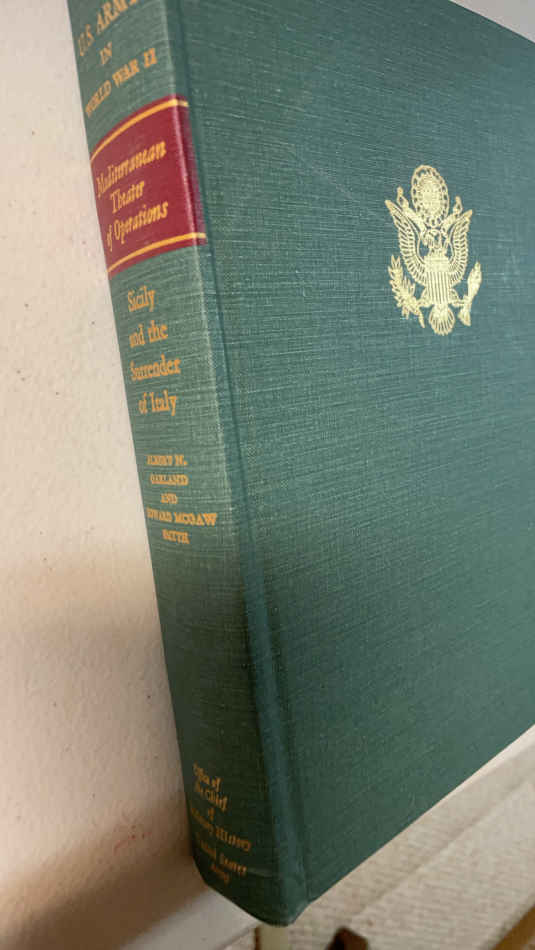 U.S. ARMY
IN
WORLD WAR II
Mediterranean
Theater
of Operations
Sicily
and the
Surrender
of Italy
ALBERT N.
GARLAND
AND
HOWARD MCGAW
SMYTH
Office of
the Chief
of
Military History
United States
Army